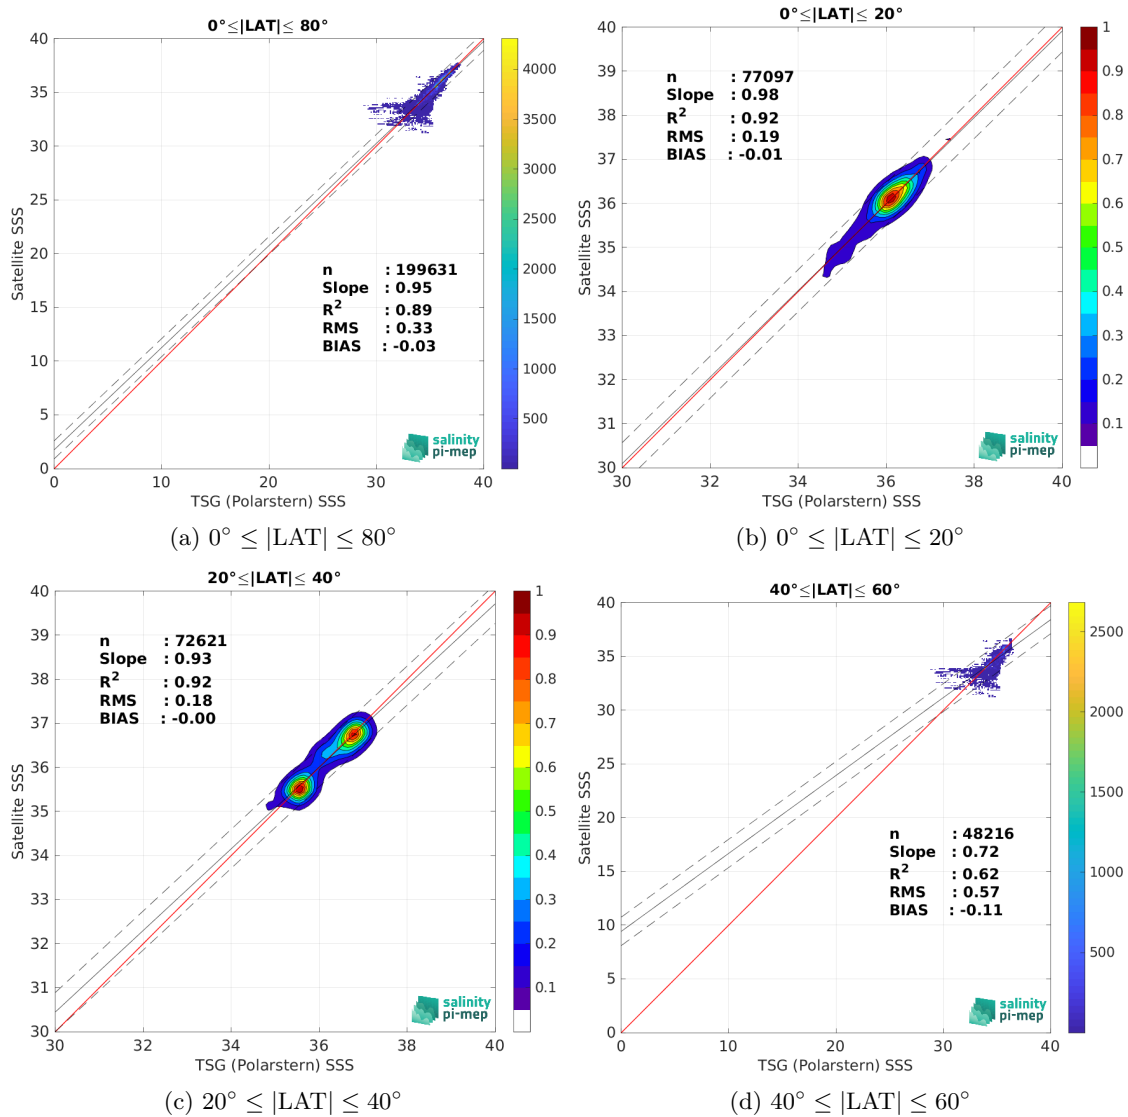 0°≤|LAT|≤ 80°
40
35
30
25
20
15
10
5
0
0
10
20
30
40
Satellite SSS
TSG (Polarstern) SSS
n : 199631
Slope : 0.95
R² : 0.89
RMS : 0.33
BIAS : -0.03
4000
3500
3000
2500
2000
1500
1000
500
salinity
pi-mep
(a) 0° ≤ |LAT| ≤ 80°
0°≤|LAT|≤ 20°
40
39
38
37
36
35
34
33
32
31
30
30
32
34
36
38
40
Satellite SSS
TSG (Polarstern) SSS
n : 77097
Slope : 0.98
R² : 0.92
RMS : 0.19
BIAS : -0.01
1
0.9
0.8
0.7
0.6
0.5
0.4
0.3
0.2
0.1
salinity
pi-mep
(b) 0° ≤ |LAT| ≤ 20°
20°≤|LAT|≤ 40°
40
39
38
37
36
35
34
33
32
31
30
30
32
34
36
38
40
Satellite SSS
TSG (Polarstern) SSS
n : 72621
Slope : 0.93
R² : 0.92
RMS : 0.18
BIAS : -0.00
1
0.9
0.8
0.7
0.6
0.5
0.4
0.3
0.2
0.1
salinity
pi-mep
(c) 20° ≤ |LAT| ≤ 40°
40°≤|LAT|≤ 60°
40
35
30
25
20
15
10
5
0
0
10
20
30
40
Satellite SSS
TSG (Polarstern) SSS
n : 48216
Slope : 0.72
R² : 0.62
RMS : 0.57
BIAS : -0.11
2500
2000
1500
1000
500
salinity
pi-mep
(d) 40° ≤ |LAT| ≤ 60°